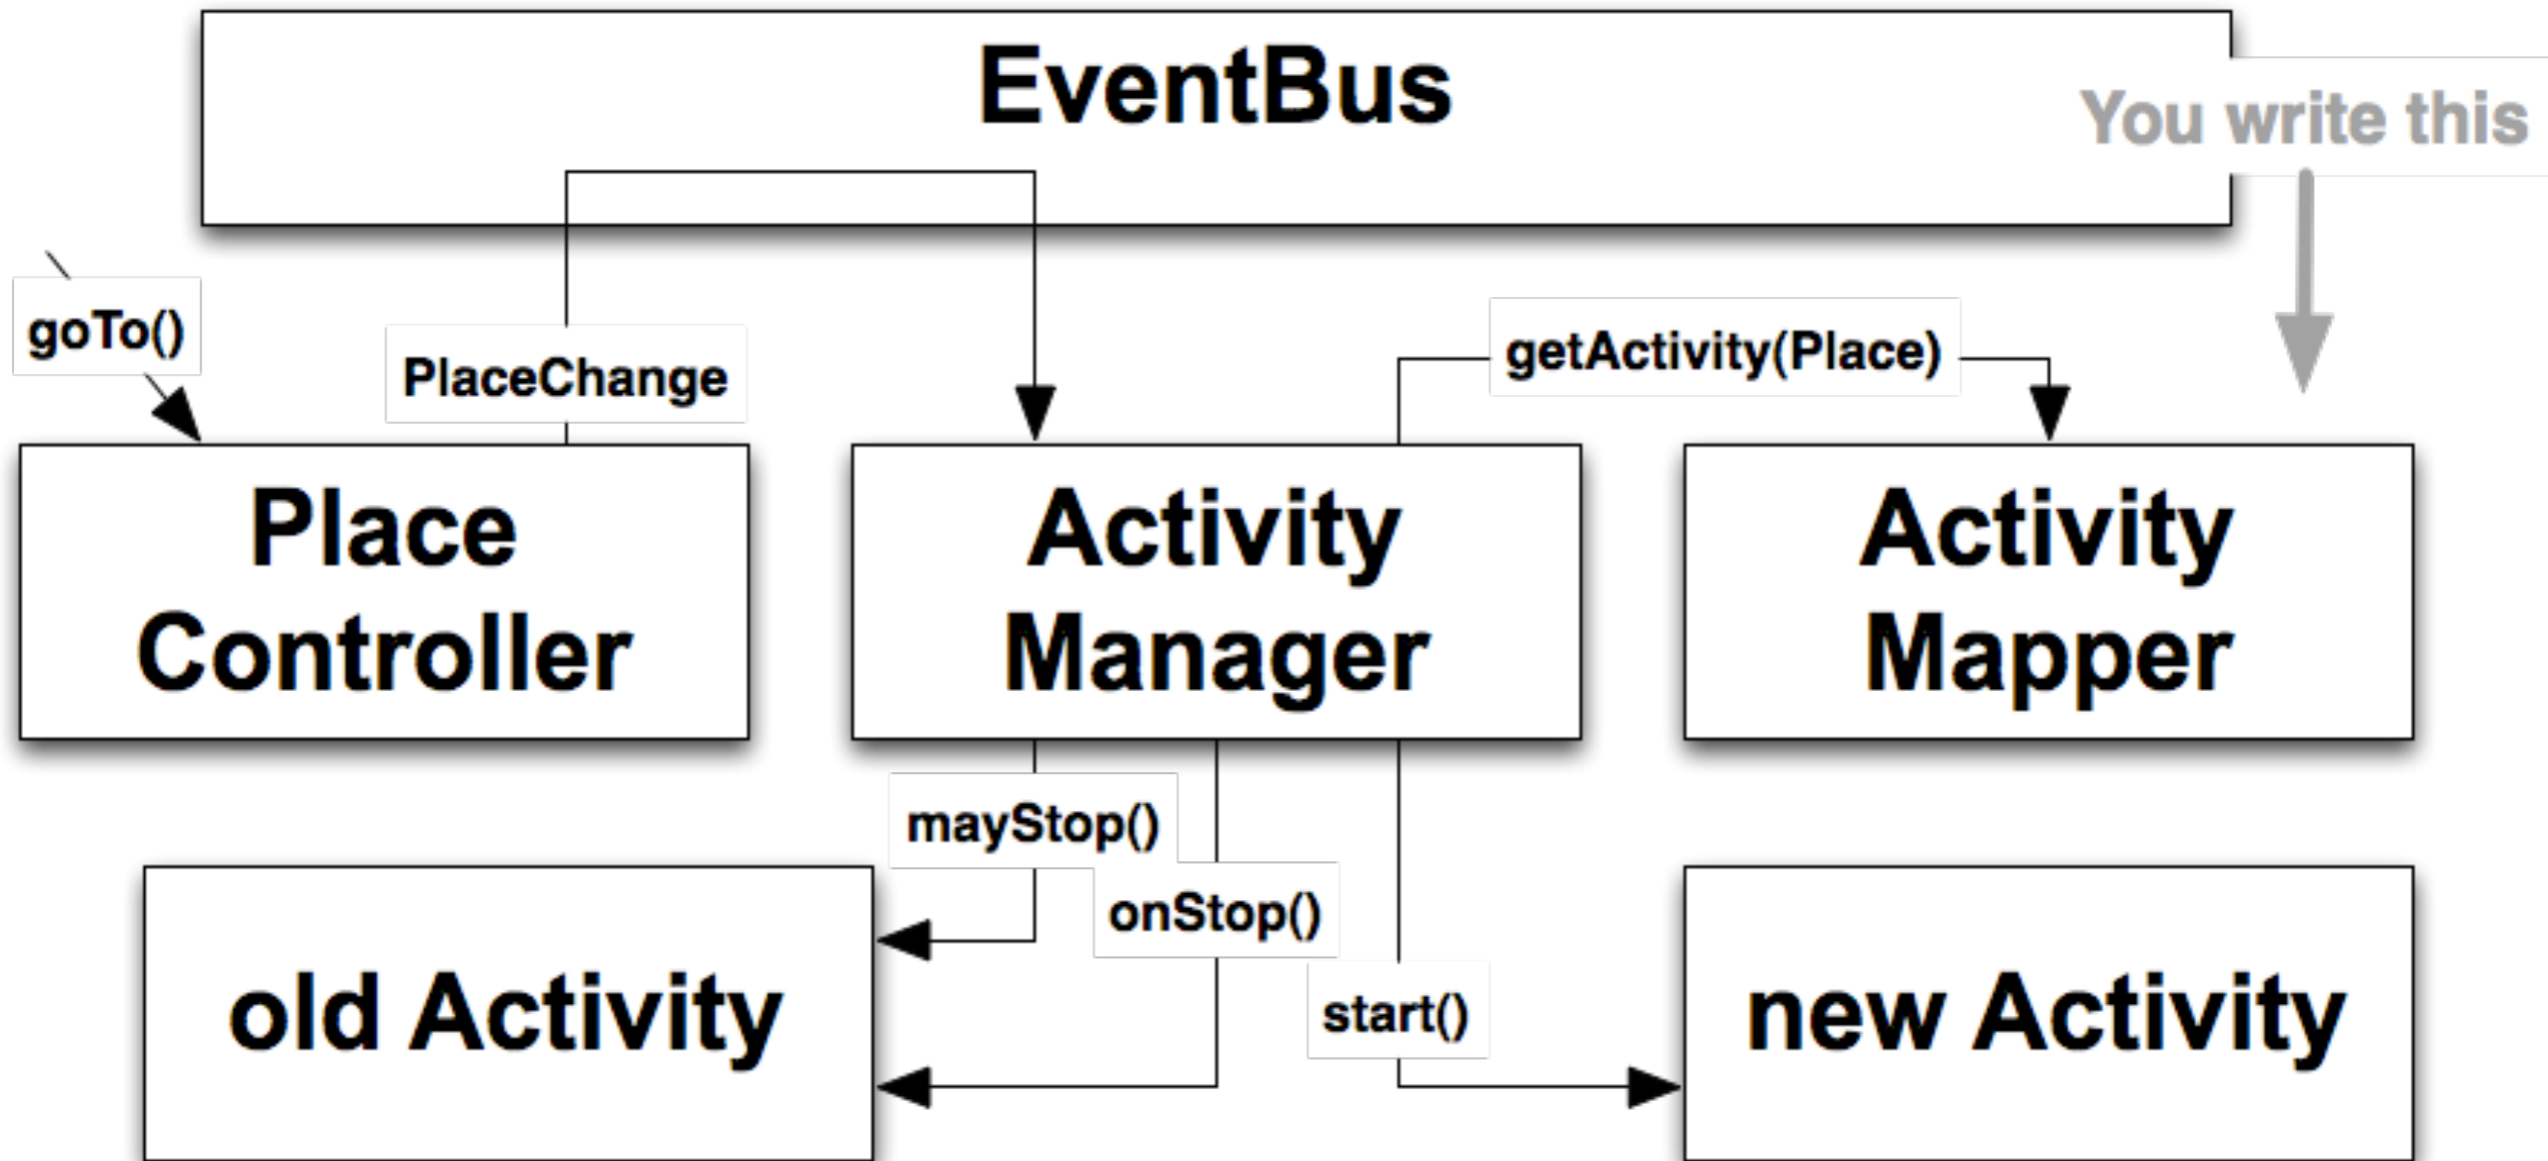 EventBus
You write this
goTo()
PlaceChange
getActivity(Place)
Place
Controller
Activity
Manager
Activity
Mapper
mayStop()
onStop()
start()
old Activity
new Activity